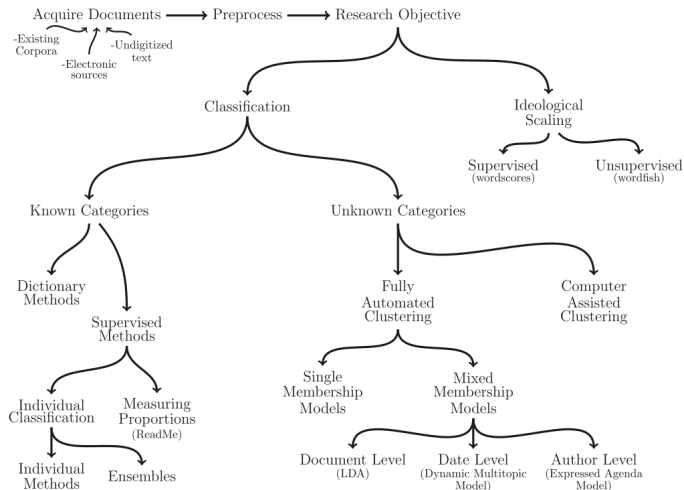 Acquire Documents
Preprocess
Research Objective
-Existing
Corpora
-Electronic
sources
-Undigitized
text
Classification
Ideological
Scaling
Supervised
(wordscores)
Unsupervised
(wordfish)
Known Categories
Unknown Categories
Dictionary
Methods
Supervised
Methods
Fully
Automated
Clustering
Computer
Assisted
Clustering
Individual
Classification
Measuring
Proportions
(ReadMe)
Single
Membership
Models
Mixed
Membership
Models
Individual
Methods
Ensembles
Document Level
(LDA)
Date Level
(Dynamic Multitopic
Model)
Author Level
(Expressed Agenda
Model)